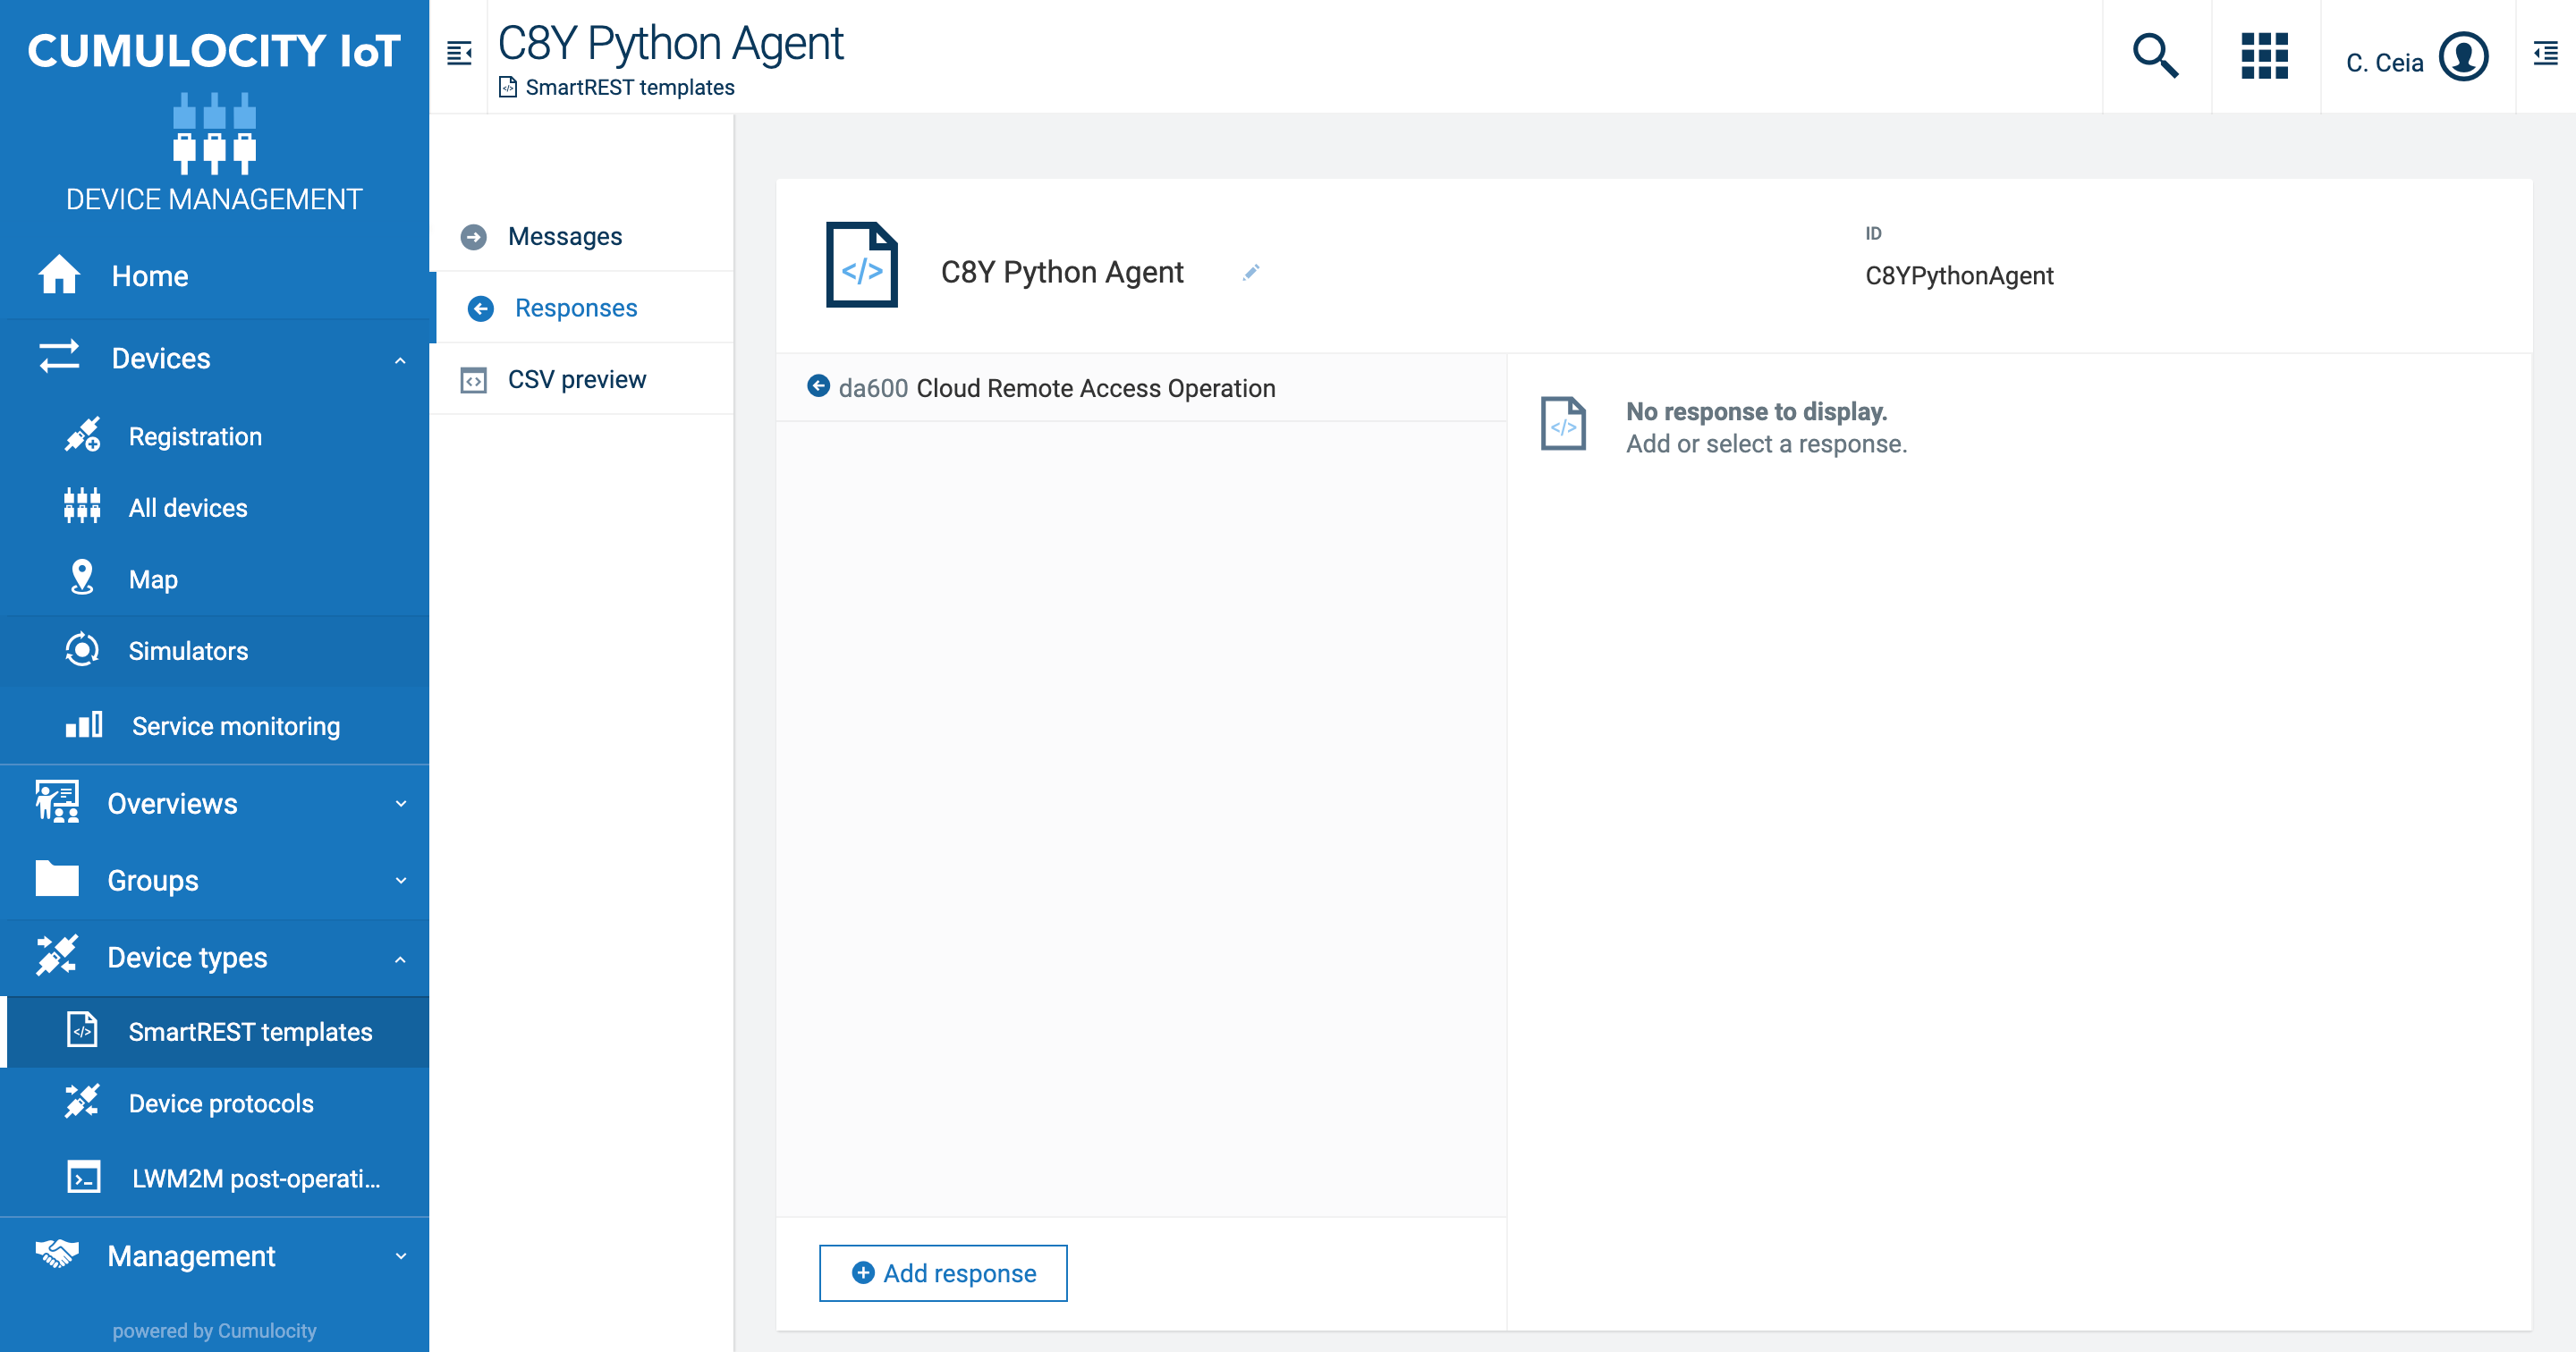 CUMULOCITY IoT
DEVICE MANAGEMENT
Home
Devices
Registration
All devices
Map
Simulators
Service monitoring
Overviews
Groups
Device types
SmartREST templates
Device protocols
LWM2M post-operati...
Management
powered by Cumulocity
C8Y Python Agent
SmartREST templates
C. Ceia
Messages
Responses
CSV preview
C8Y Python Agent
ID
C8YPythonAgent
da600 Cloud Remote Access Operation
No response to display.
Add or select a response.
Add response